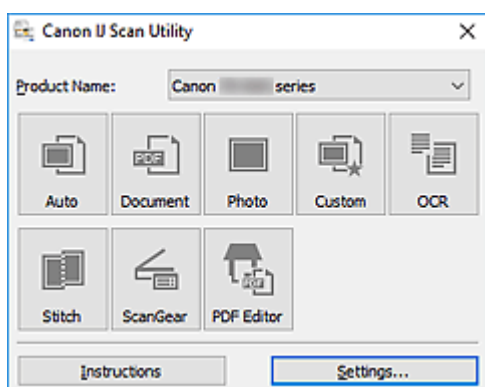 Canon IJ Scan Utility
Product Name: Canon series
Auto Document Photo Custom OCR
PDF
Stitch ScanGear PDF Editor
PDF
Instructions Settings...